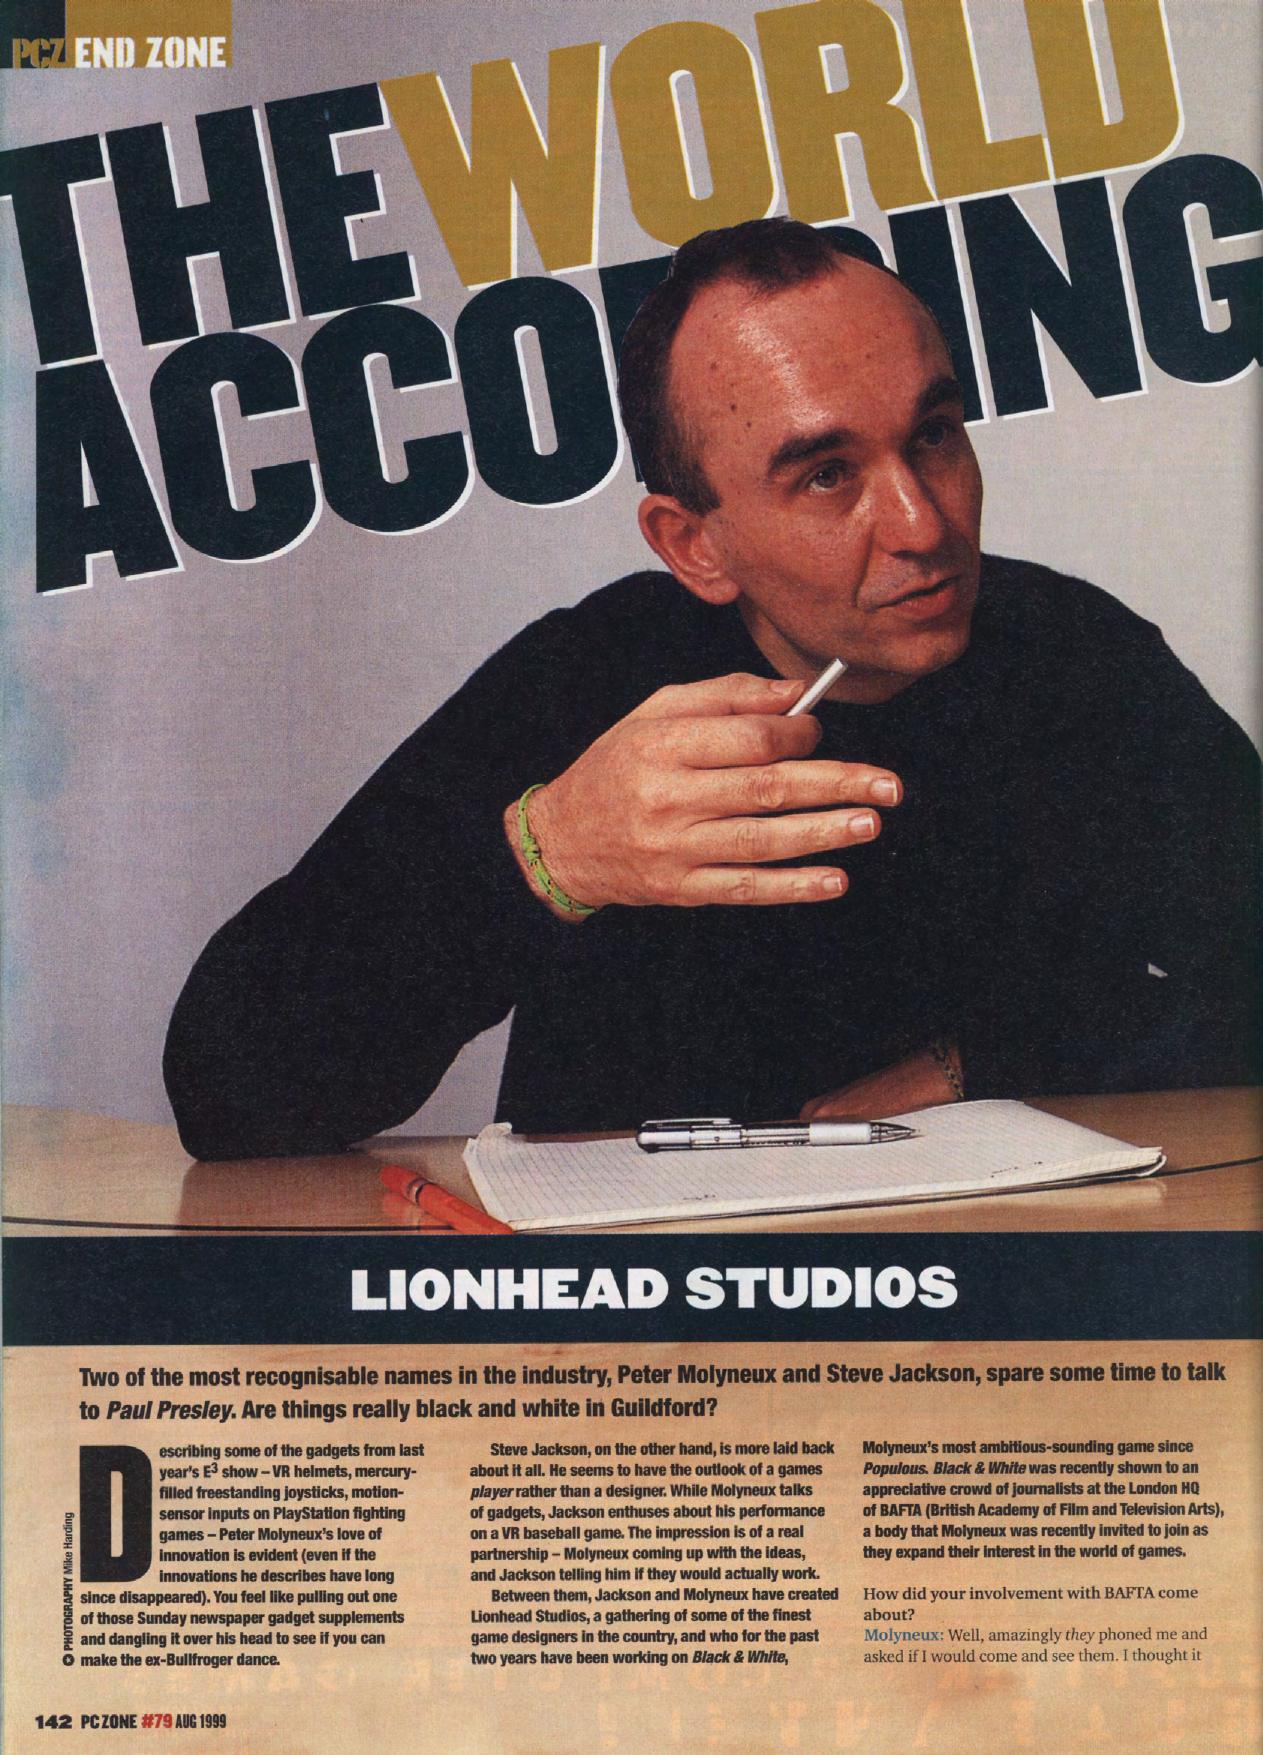 PCZ END ZONE
THE WORLD
ACCORDING
LIONHEAD STUDIOS
Two of the most recognisable names in the industry, Peter Molyneux and Steve Jackson, spare some time to talk
to Paul Presley. Are things really black and white in Guildford?
Describing some of the gadgets from last
year's E³ show – VR helmets, mercury-
filled freestanding joysticks, motion-
sensor inputs on PlayStation fighting
games – Peter Molyneux's love of
innovation is evident (even if the
innovations he describes have long
since disappeared). You feel like pulling out one
of those Sunday newspaper gadget supplements
and dangling it over his head to see if you can
make the ex-Bullfroger dance.
Steve Jackson, on the other hand, is more laid back
about it all. He seems to have the outlook of a games
player rather than a designer. While Molyneux talks
of gadgets, Jackson enthuses about his performance
on a VR baseball game. The impression is of a real
partnership – Molyneux coming up with the ideas,
and Jackson telling him if they would actually work.
Between them, Jackson and Molyneux have created
Lionhead Studios, a gathering of some of the finest
game designers in the country, and who for the past
two years have been working on Black & White,
Molyneux's most ambitious-sounding game since
Populous. Black & White was recently shown to an
appreciative crowd of journalists at the London HQ
of BAFTA (British Academy of Film and Television Arts),
a body that Molyneux was recently invited to join as
they expand their interest in the world of games.
How did your involvement with BAFTA come
about?
Molyneux: Well, amazingly they phoned me and
asked if I would come and see them. I thought it
PHOTOGRAPHY Mike Harding
142 PC ZONE #79 AUG 1999